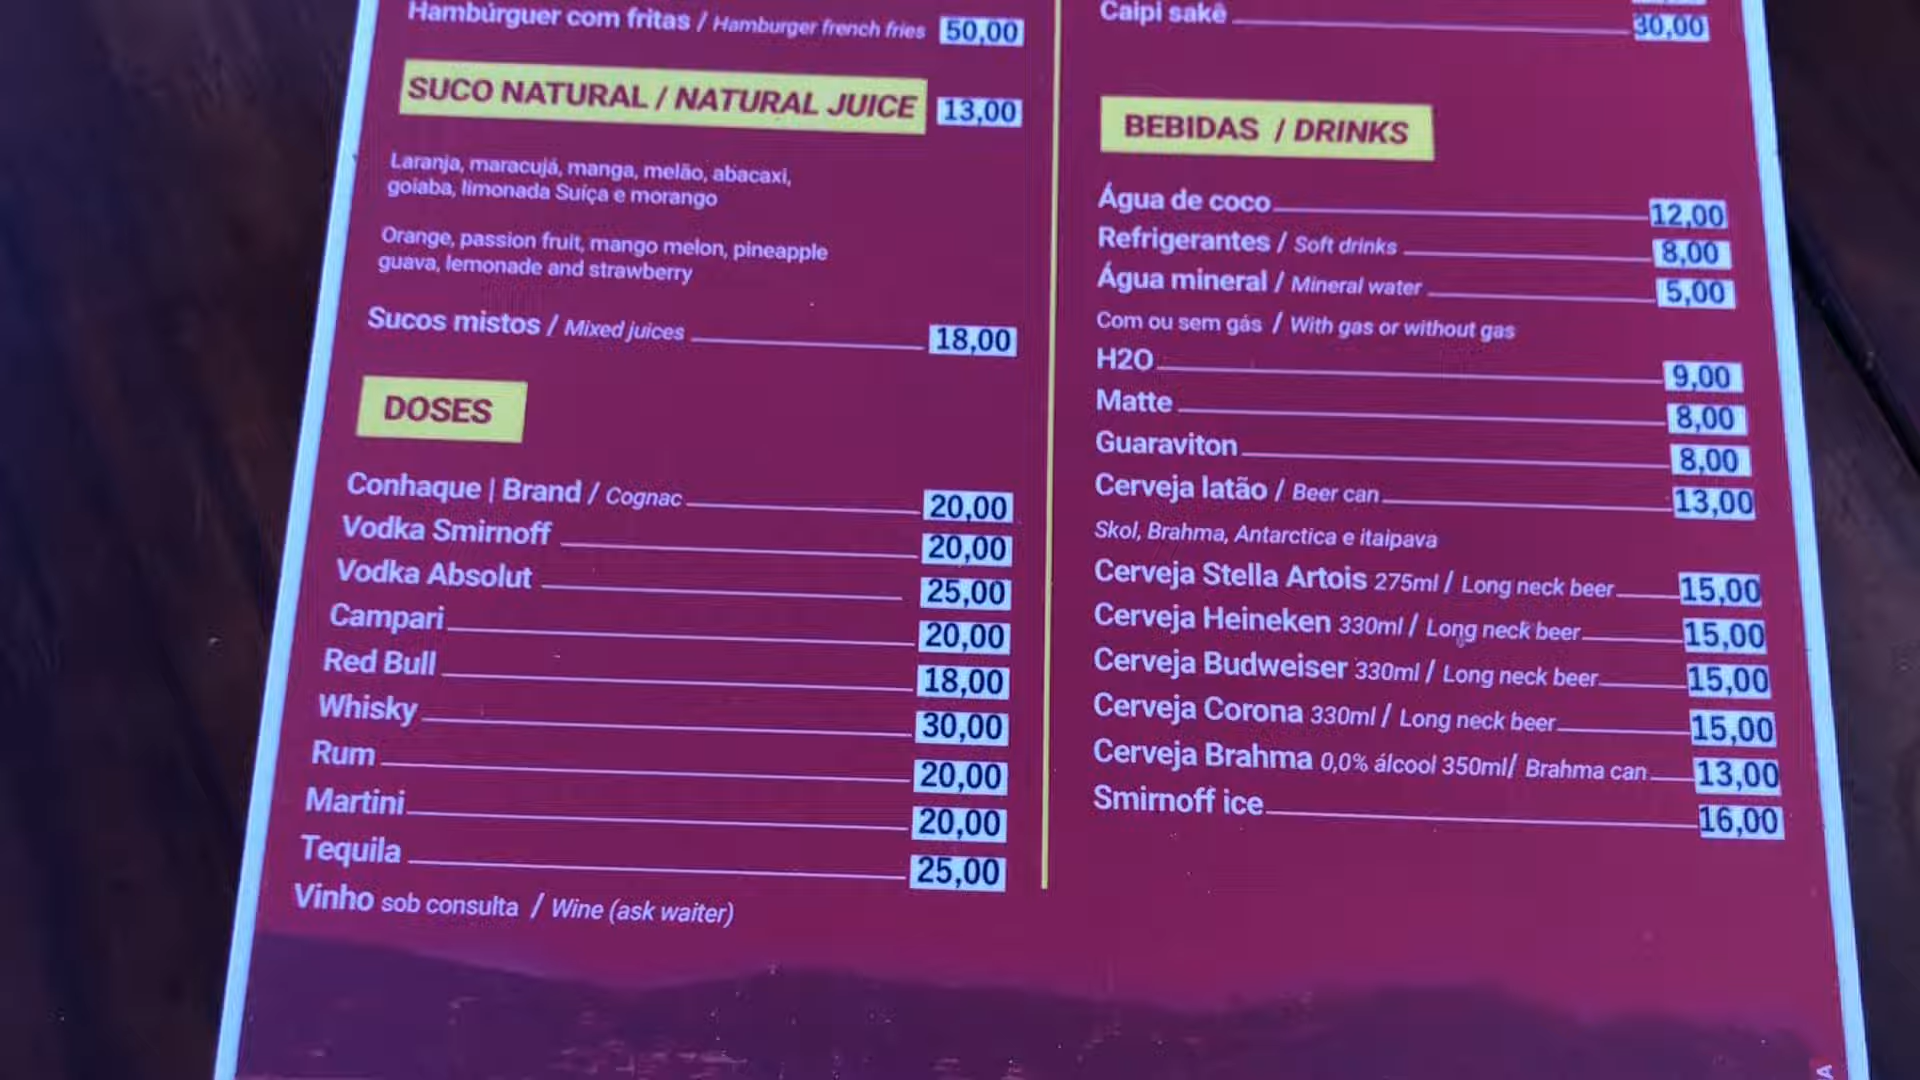 Hambúrguer com fritas / Hamburger french fries 50,00
SUCO NATURAL / NATURAL JUICE 13,00
Laranja, maracujá, manga, melão, abacaxi,
goiaba, limonada Suíça e morango
Orange, passion fruit, mango melon, pineapple
guava, lemonade and strawberry
Sucos mistos / Mixed juices 18,00
DOSES
Conhaque | Brand / Cognac 20,00
Vodka Smirnoff 20,00
Vodka Absolut 25,00
Campari 20,00
Red Bull 18,00
Whisky 30,00
Rum 20,00
Martini 20,00
Tequila 25,00
Vinho sob consulta / Wine (ask waiter)
Caipi sakê 30,00
BEBIDAS / DRINKS
Água de coco 12,00
Refrigerantes / Soft drinks 8,00
Água mineral / Mineral water 5,00
Com ou sem gás / With gas or without gas
H2O 9,00
Matte 8,00
Guaraviton 8,00
Cerveja latão / Beer can 13,00
Skol, Brahma, Antarctica e itaipava
Cerveja Stella Artois 275ml / Long neck beer 15,00
Cerveja Heineken 330ml / Long neck beer 15,00
Cerveja Budweiser 330ml / Long neck beer 15,00
Cerveja Corona 330ml / Long neck beer 15,00
Cerveja Brahma 0,0% álcool 350ml/ Brahma can 13,00
Smirnoff ice 16,00